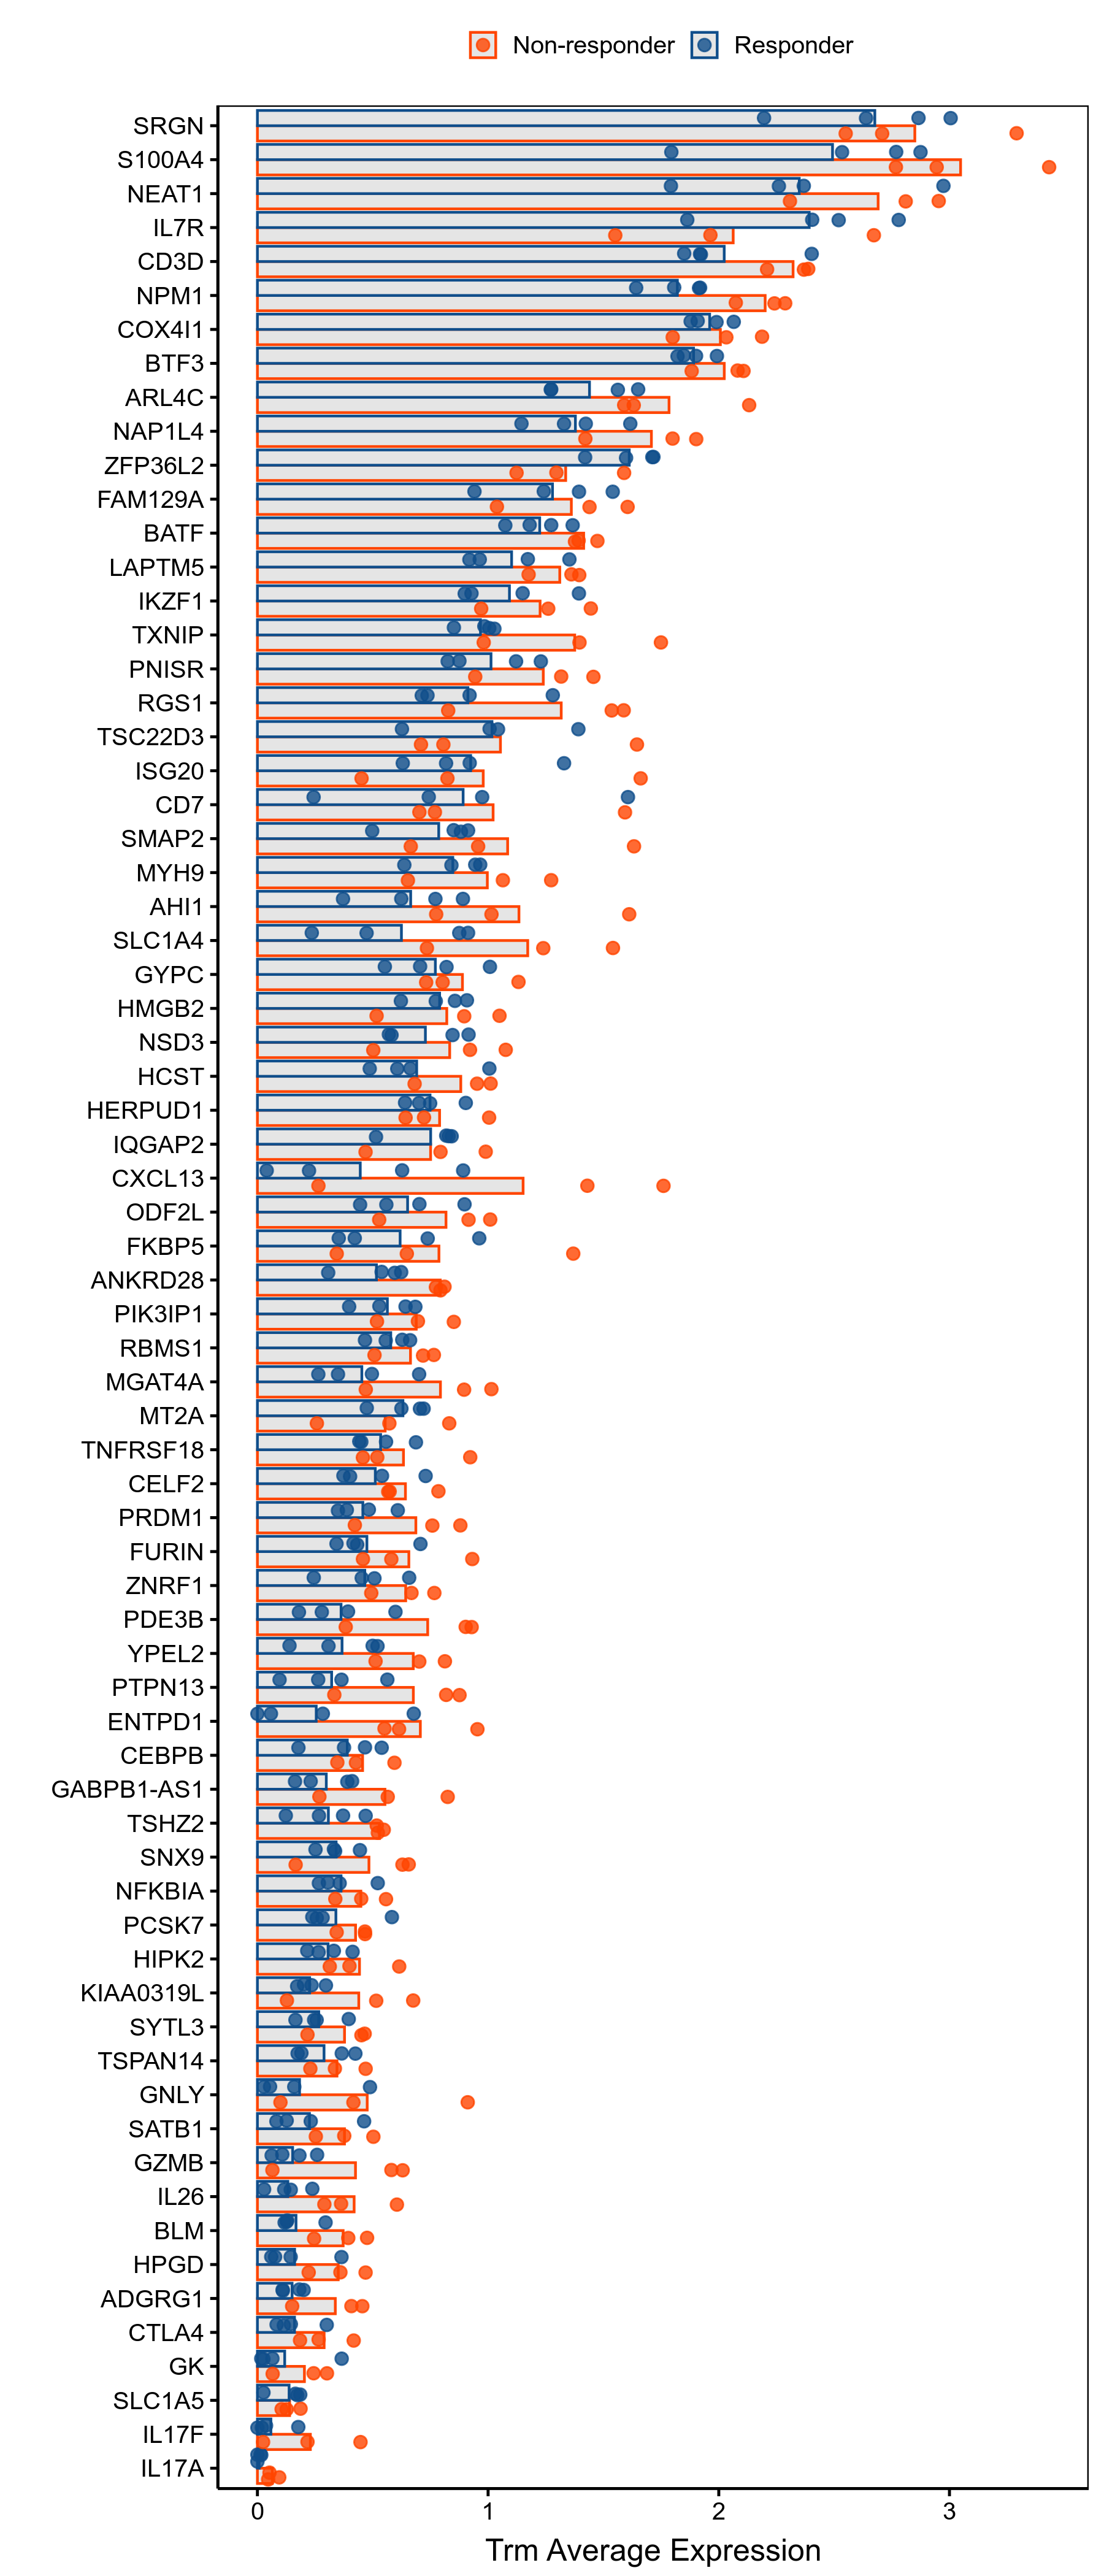 Non-responder Responder
SRGN
S100A4
NEAT1
IL7R
CD3D
NPM1
COX4I1
BTF3
ARL4C
NAP1L4
ZFP36L2
FAM129A
BATF
LAPTM5
IKZF1
TXNIP
PNISR
RGS1
TSC22D3
ISG20
CD7
SMAP2
MYH9
AHI1
SLC1A4
GYPC
HMGB2
NSD3
HCST
HERPUD1
IQGAP2
CXCL13
ODF2L
FKBP5
ANKRD28
PIK3IP1
RBMS1
MGAT4A
MT2A
TNFRSF18
CELF2
PRDM1
FURIN
ZNRF1
PDE3B
YPEL2
PTPN13
ENTPD1
CEBPB
GABPB1-AS1
TSHZ2
SNX9
NFKBIA
PCSK7
HIPK2
KIAA0319L
SYTL3
TSPAN14
GNLY
SATB1
GZMB
IL26
BLM
HPGD
ADGRG1
CTLA4
GK
SLC1A5
IL17F
IL17A
0 1 2 3
Trm Average Expression